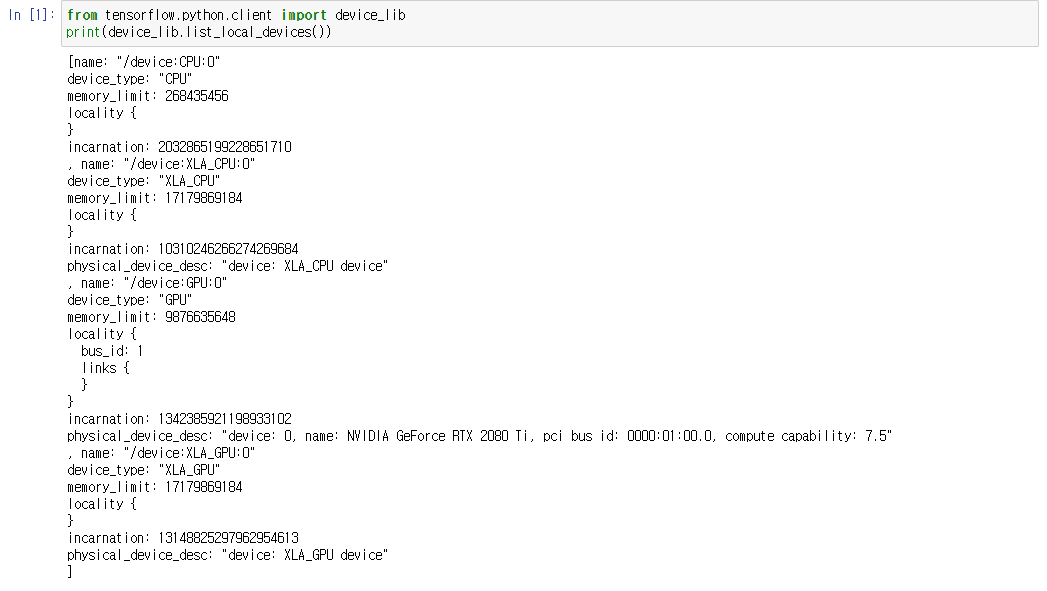 In [1]: from tensorflow.python.client import device_lib
print(device_lib.list_local_devices())
[name: "/device:CPU:0"
device_type: "CPU"
memory_limit: 268435456
locality {
}
incarnation: 2032865199228651710
, name: "/device:XLA_CPU:0"
device_type: "XLA_CPU"
memory_limit: 17179869184
locality {
}
incarnation: 10310246266274269684
physical_device_desc: "device: XLA_CPU device"
, name: "/device:GPU:0"
device_type: "GPU"
memory_limit: 9876635648
locality {
  bus_id: 1
  links {
  }
}
incarnation: 1342385921198933102
physical_device_desc: "device: 0, name: NVIDIA GeForce RTX 2080 Ti, pci bus id: 0000:01:00.0, compute capability: 7.5"
, name: "/device:XLA_GPU:0"
device_type: "XLA_GPU"
memory_limit: 17179869184
locality {
}
incarnation: 13148825297962954613
physical_device_desc: "device: XLA_GPU device"
]